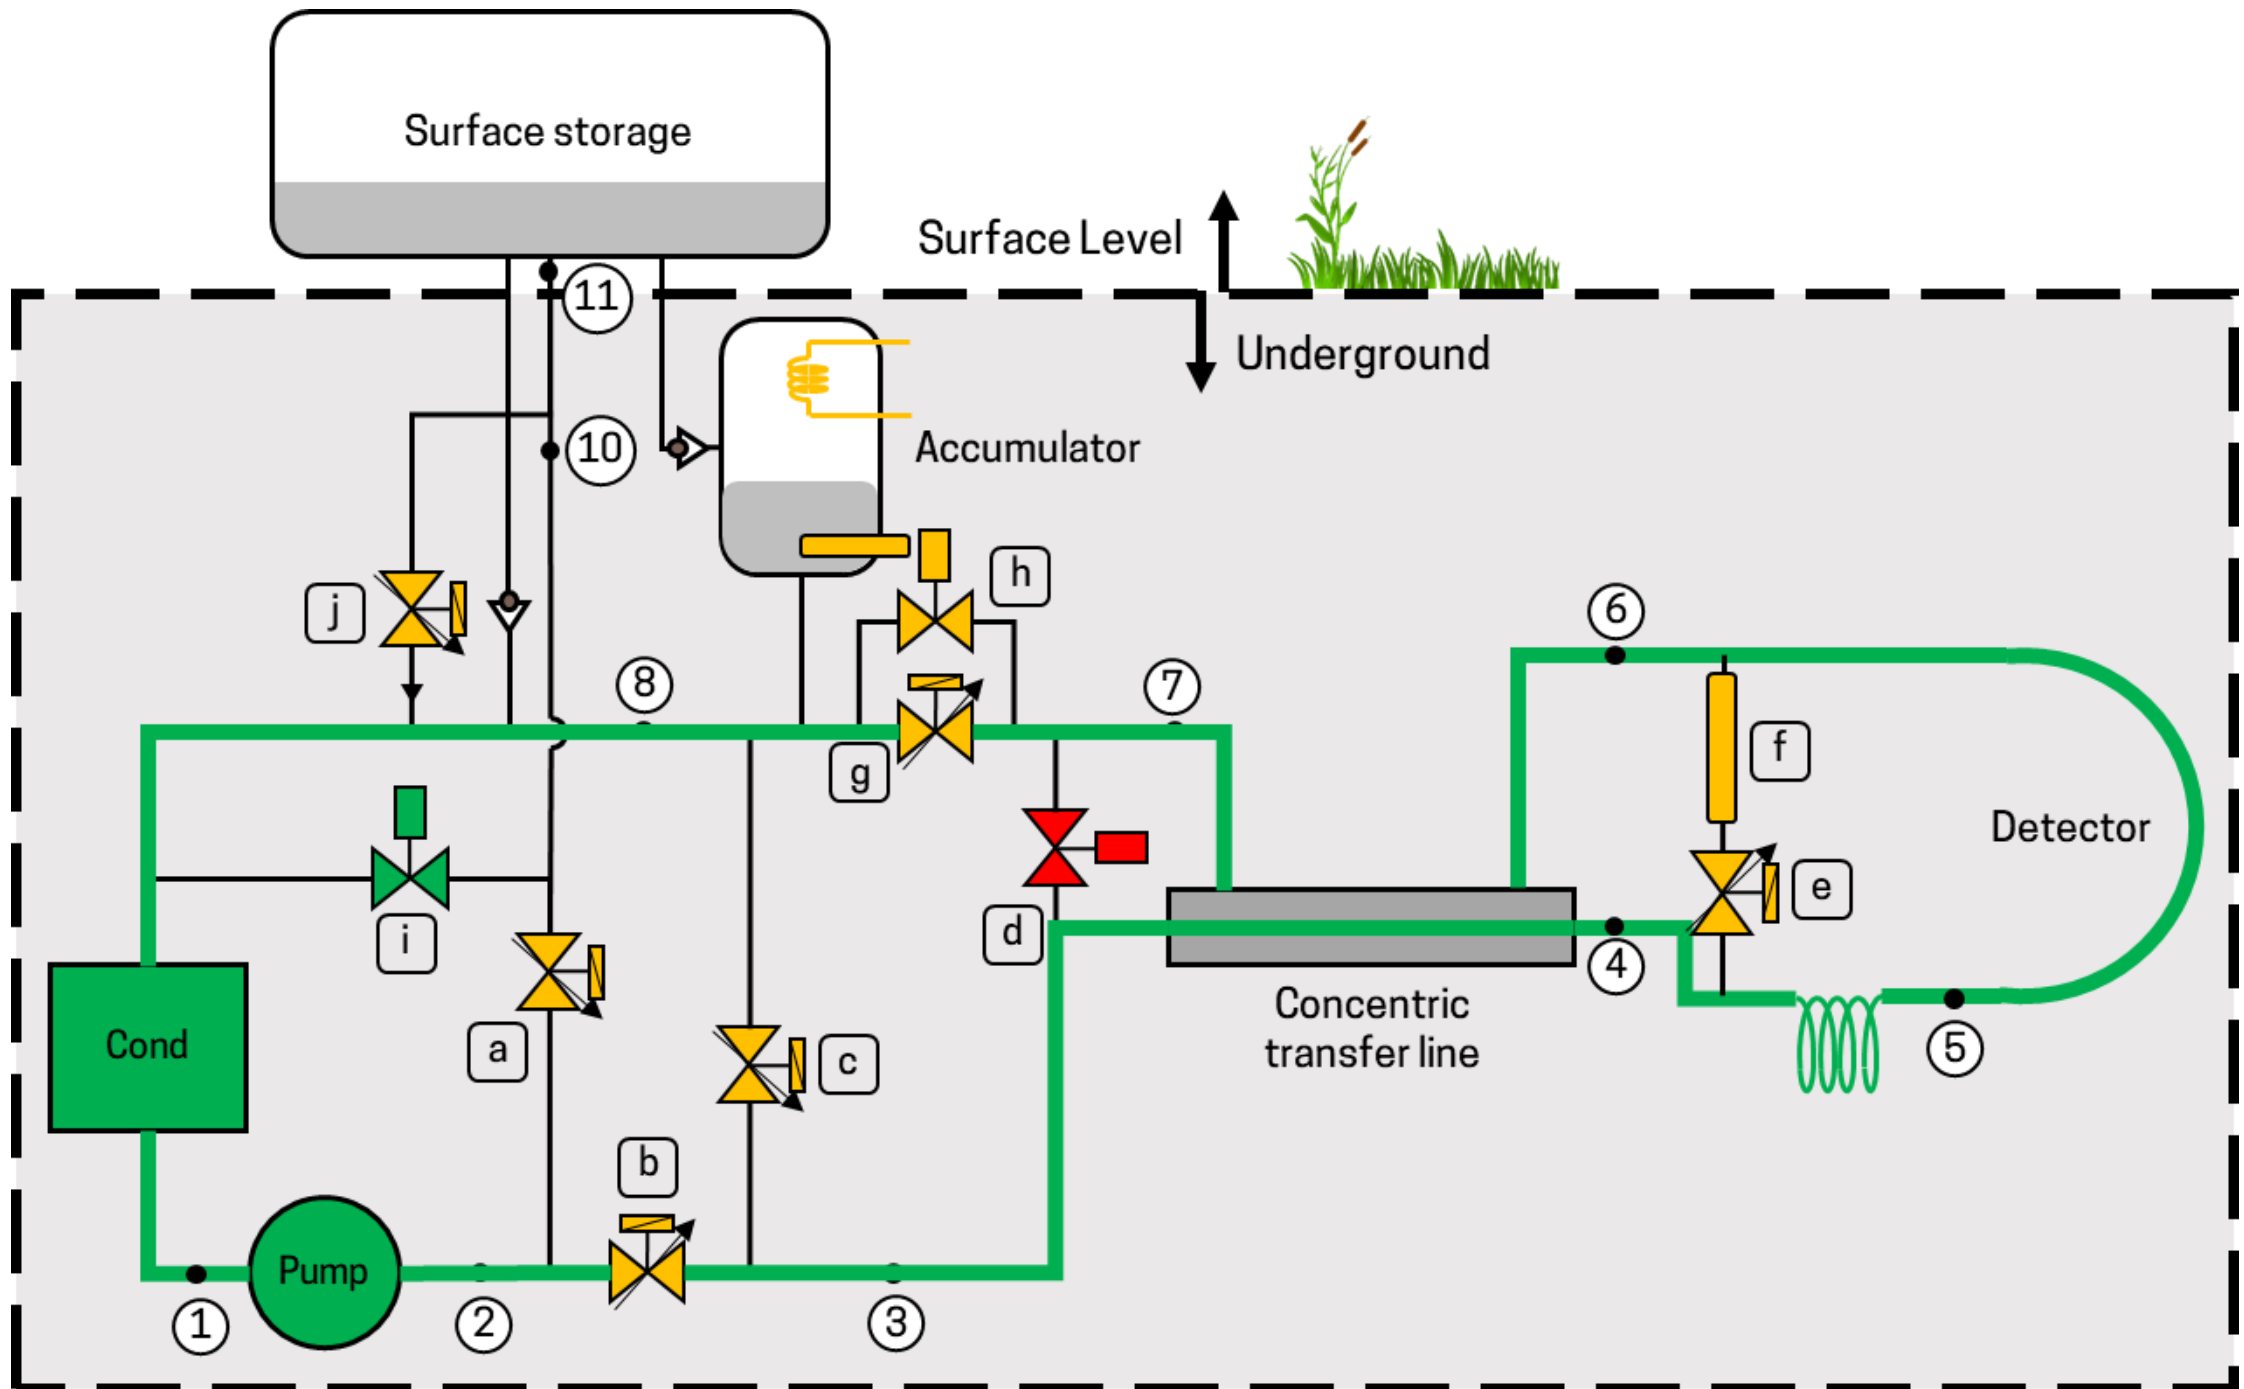 Surface storage
Surface Level
11
Underground
10
Accumulator
h
j
6
8
7
f
g
Detector
e
i
d
4
Concentric
transfer line
Cond
a
c
5
b
Pump
1
2
3